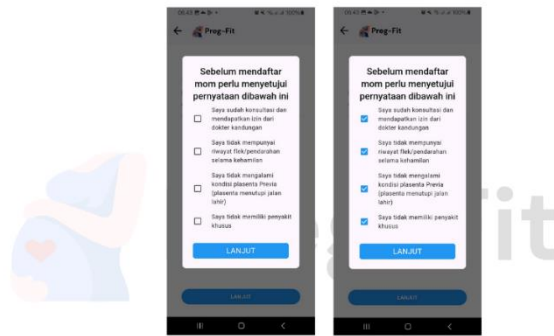 Preg-Fit
Sebelum mendaftar
mom perlu menyetujui
pernyataan dibawah ini
Saya sudah konsultasi dan
mendapatkan izin dari
dokter kandungan
Saya tidak mempunyai
riwayat flek/pendarahan
selama kehamilan
Saya tidak mengalami
kondisi plasenta Previa
(plasenta menutupi jalan
lahir)
Saya tidak memiliki penyakit
khusus
LANJUT
LANJUT
Preg-Fit
Sebelum mendaftar
mom perlu menyetujui
pernyataan dibawah ini
Saya sudah konsultasi dan
mendapatkan izin dari
dokter kandungan
Saya tidak mempunyai
riwayat flek/pendarahan
selama kehamilan
Saya tidak mengalami
kondisi plasenta Previa
(plasenta menutupi jalan
lahir)
Saya tidak memiliki penyakit
khusus
LANJUT
LANJUT